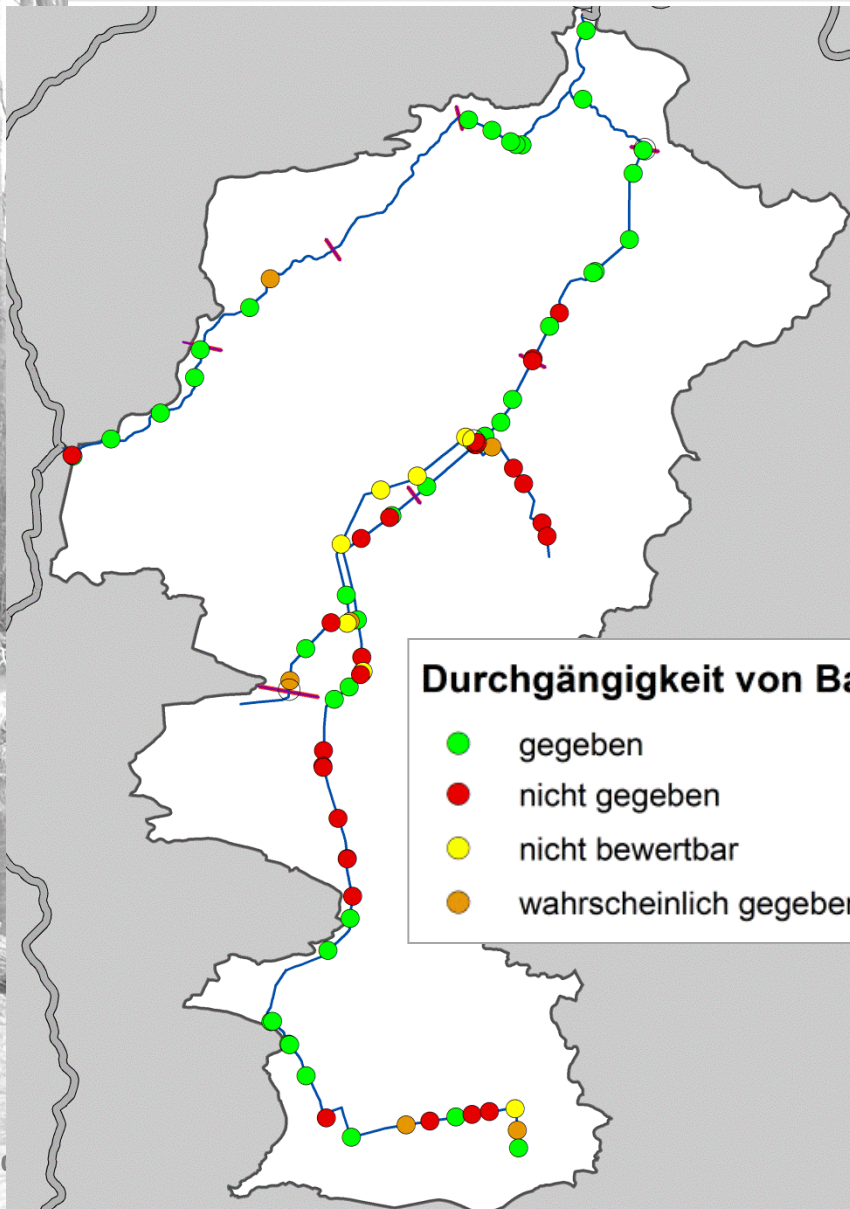 Durchgängigkeit von Ba
gegeben
nicht gegeben
nicht bewertbar
wahrscheinlich gegeben